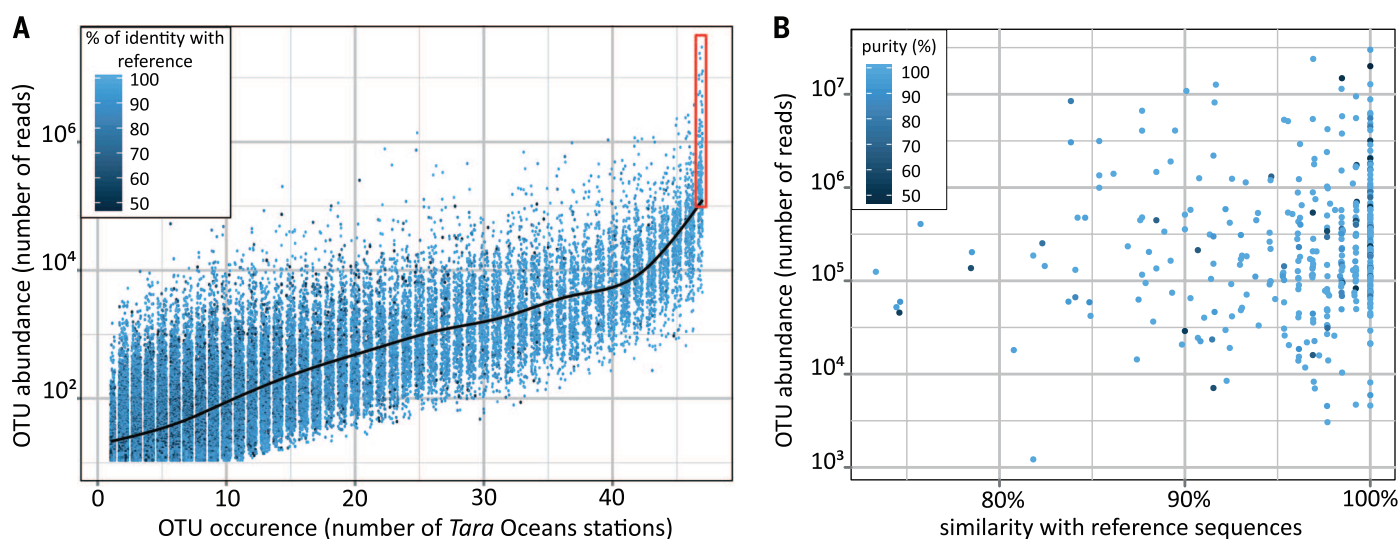 A
% of identity with
reference
100
90
80
70
60
50
10⁶
10⁴
10²
OTU abundance (number of reads)
0 10 20 30 40
OTU occurence (number of Tara Oceans stations)
B
purity (%)
100
90
80
70
60
50
10⁷
10⁶
10⁵
10⁴
10³
OTU abundance (number of reads)
80% 90% 100%
similarity with reference sequences